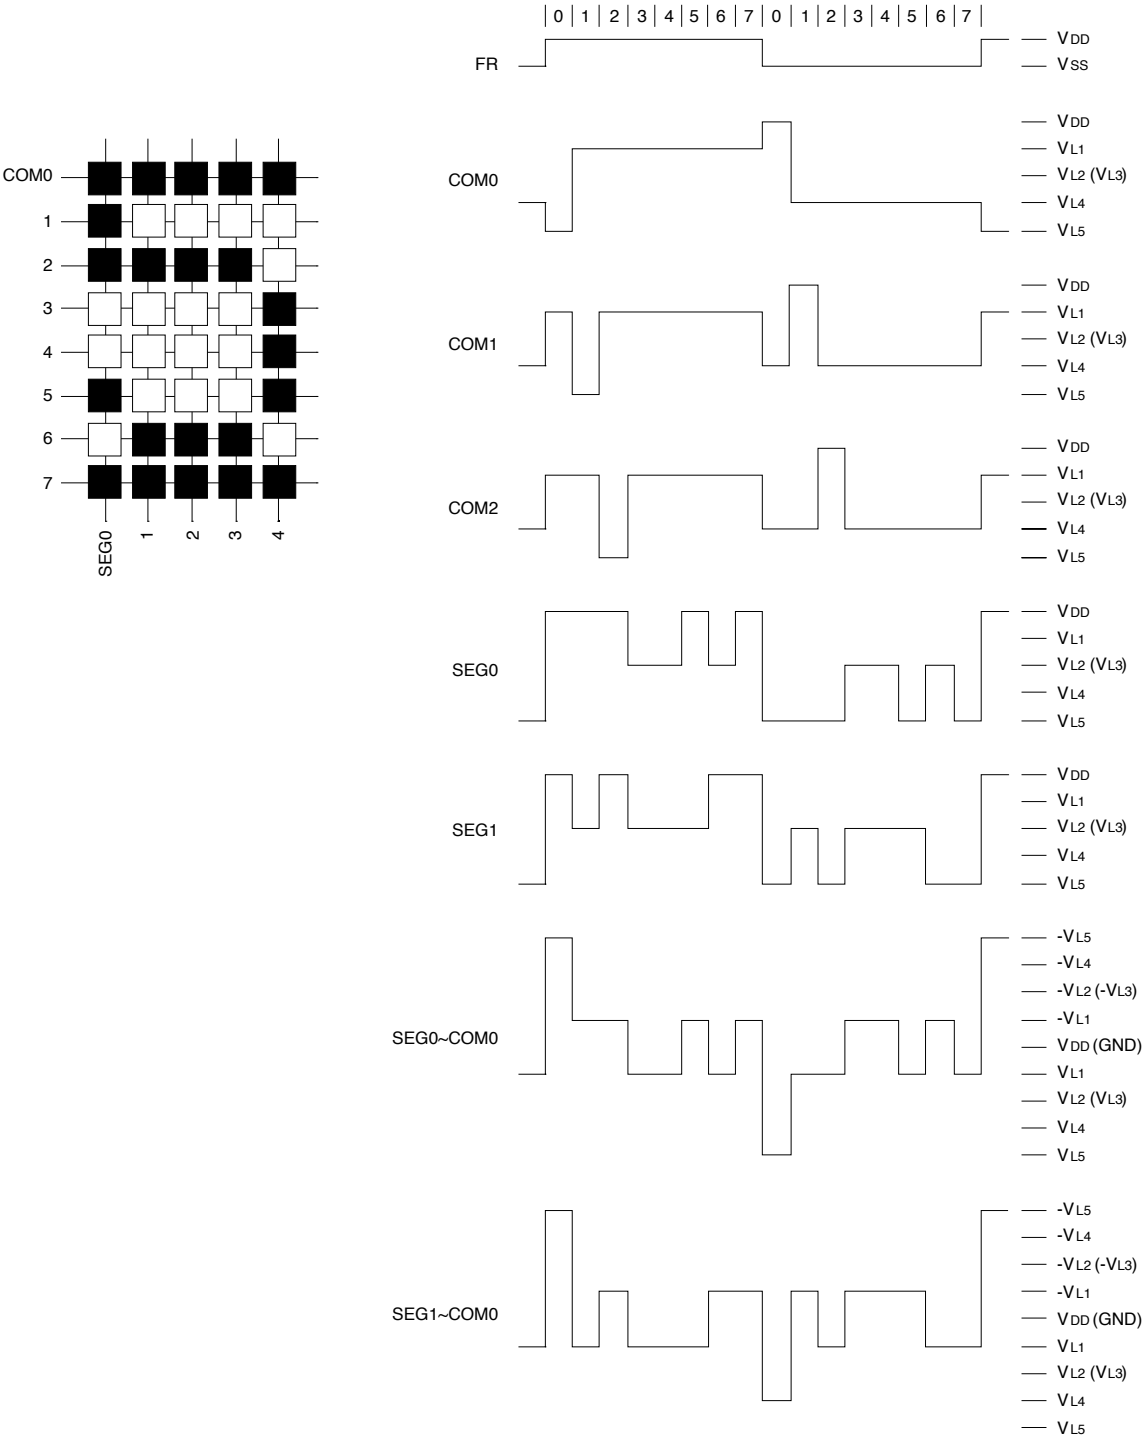 0 1 2 3 4 5 6 7 0 1 2 3 4 5 6 7
FR
VDD
VSS
COM0
1
2
3
4
5
6
7
SEG0
1
2
3
4
COM0
VDD
VL1
VL2 (VL3)
VL4
VL5
COM1
VDD
VL1
VL2 (VL3)
VL4
VL5
COM2
VDD
VL1
VL2 (VL3)
VL4
VL5
SEG0
VDD
VL1
VL2 (VL3)
VL4
VL5
SEG1
VDD
VL1
VL2 (VL3)
VL4
VL5
SEG0~COM0
-VL5
-VL4
-VL2 (-VL3)
-VL1
VDD (GND)
VL1
VL2 (VL3)
VL4
VL5
SEG1~COM0
-VL5
-VL4
-VL2 (-VL3)
-VL1
VDD (GND)
VL1
VL2 (VL3)
VL4
VL5